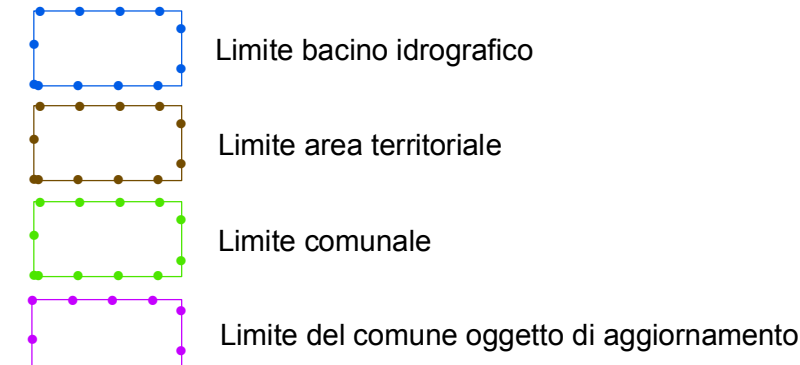 Limite bacino idrografico
Limite area territoriale
Limite comunale
Limite del comune oggetto di aggiornamento